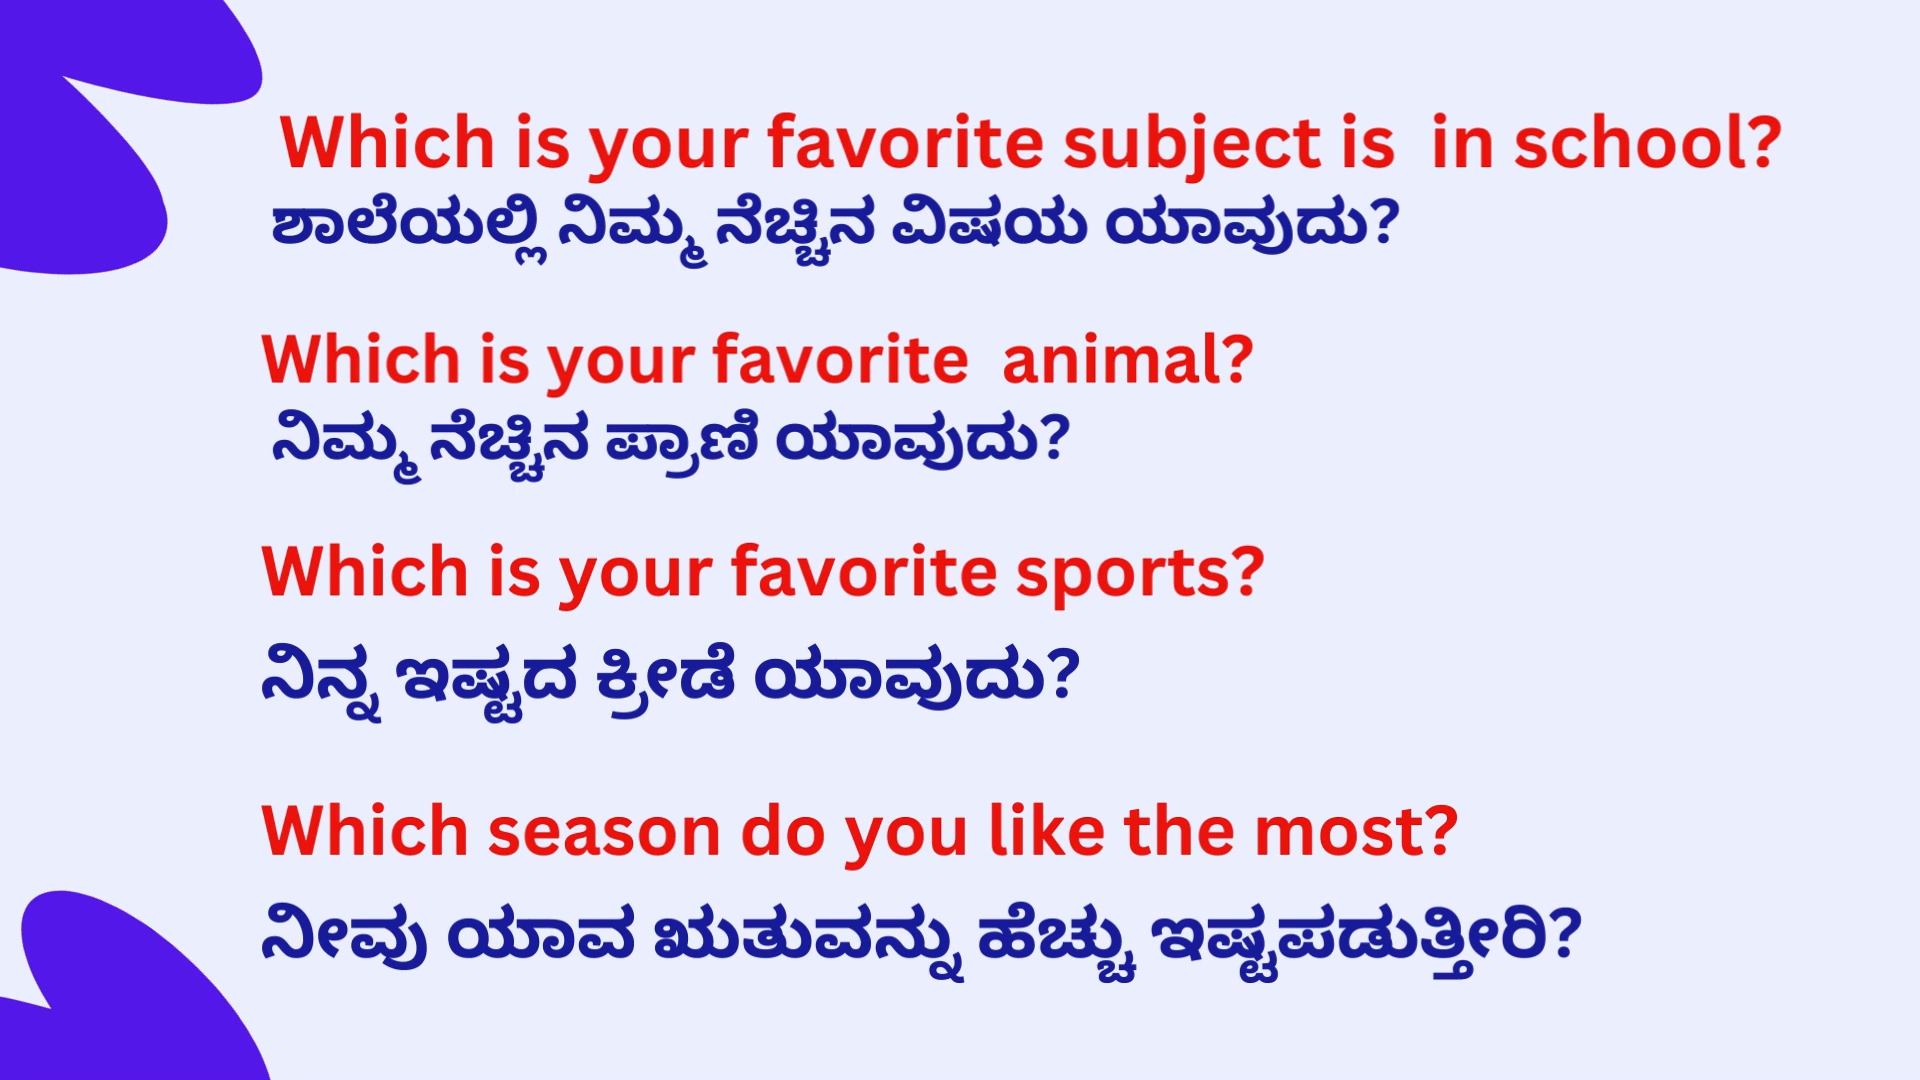 Which is your favorite subject is in school?
ಶಾಲೆಯಲ್ಲಿ ನಿಮ್ಮ ನೆಚ್ಚಿನ ವಿಷಯ ಯಾವುದು?
Which is your favorite animal?
ನಿಮ್ಮ ನೆಚ್ಚಿನ ಪ್ರಾಣಿ ಯಾವುದು?
Which is your favorite sports?
ನಿನ್ನ ಇಷ್ಟದ ಕ್ರೀಡೆ ಯಾವುದು?
Which season do you like the most?
ನೀವು ಯಾವ ಋತುವನ್ನು ಹೆಚ್ಚು ಇಷ್ಟಪಡುತ್ತೀರಿ?